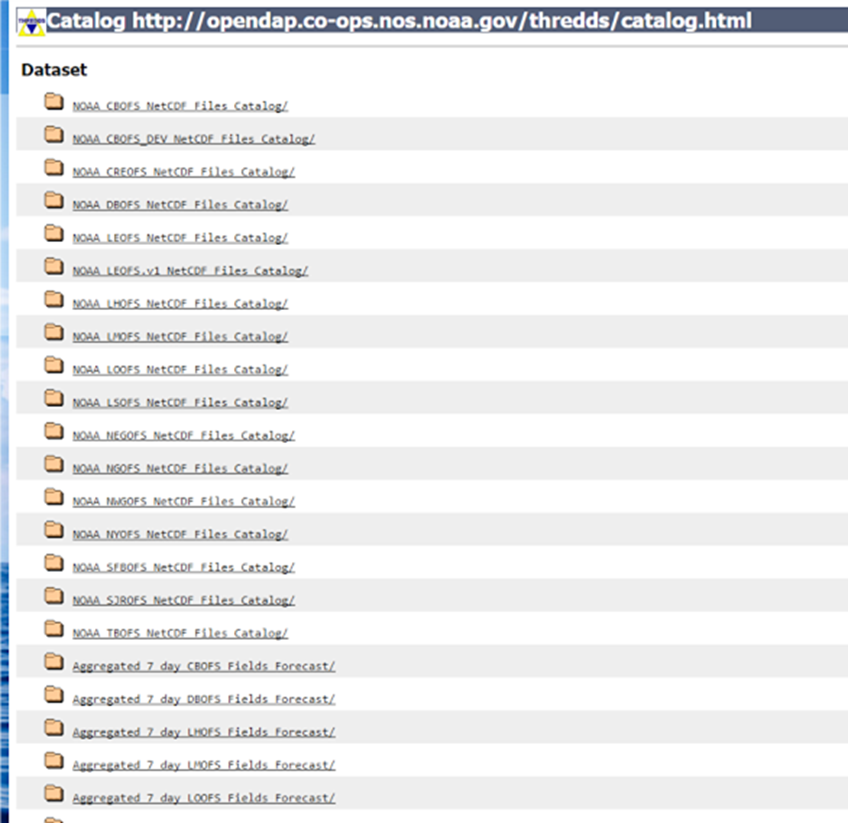 THREDDS
Catalog http://opendap.co-ops.nos.noaa.gov/thredds/catalog.html
Dataset
NOAA CBOFS NetCDF Files Catalog/
NOAA CBOFS_DEV NetCDF Files Catalog/
NOAA CREOFS NetCDF Files Catalog/
NOAA DBOFS NetCDF Files Catalog/
NOAA LEOFS NetCDF Files Catalog/
NOAA LEOFS.v1 NetCDF Files Catalog/
NOAA LHOFS NetCDF Files Catalog/
NOAA LMOFS NetCDF Files Catalog/
NOAA LOOFS NetCDF Files Catalog/
NOAA LSOFS NetCDF Files Catalog/
NOAA NEGOFS NetCDF Files Catalog/
NOAA NGOFS NetCDF Files Catalog/
NOAA NWGOFS NetCDF Files Catalog/
NOAA NYOFS NetCDF Files Catalog/
NOAA SFBOFS NetCDF Files Catalog/
NOAA SJROFS NetCDF Files Catalog/
NOAA TBOFS NetCDF Files Catalog/
Aggregated 7 day CBOFS Fields Forecast/
Aggregated 7 day DBOFS Fields Forecast/
Aggregated 7 day LHOFS Fields Forecast/
Aggregated 7 day LMOFS Fields Forecast/
Aggregated 7 day LOOFS Fields Forecast/